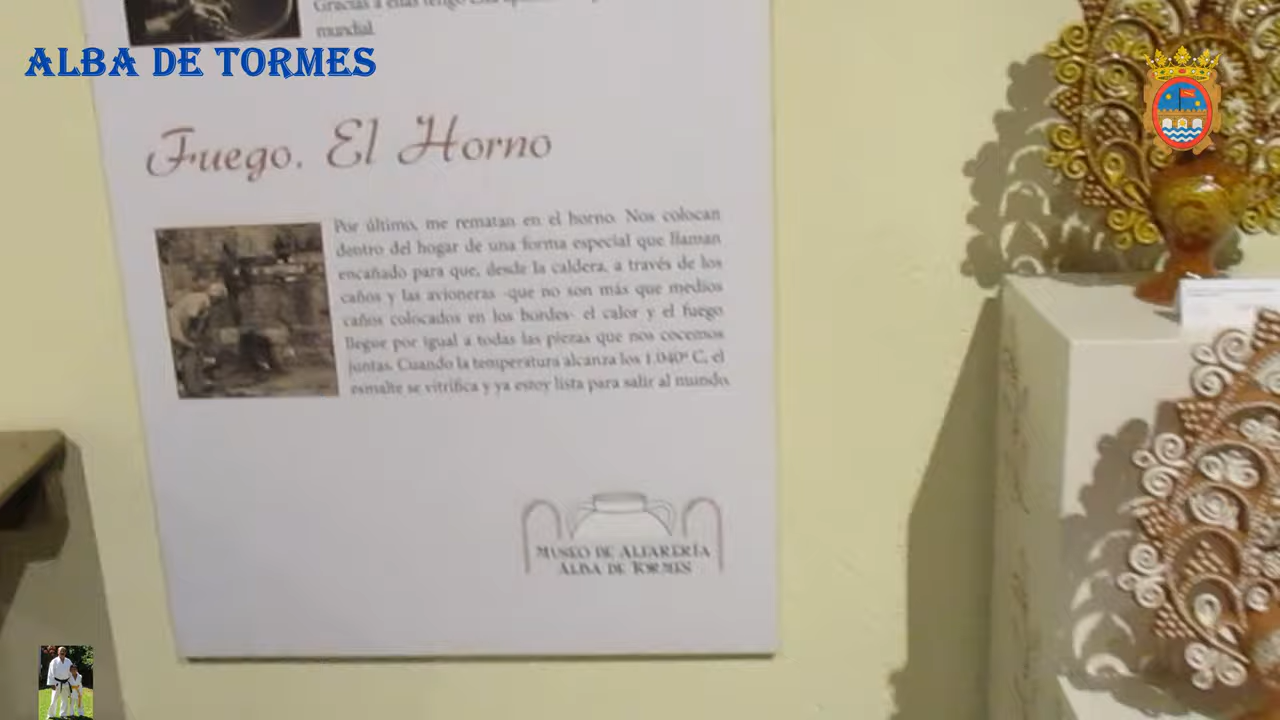 Gracias a ellas tengo
mundial.
ALBA DE TORMES
Fuego. El Horno
Por último, me rematan en el horno. Nos colocan
dentro del hogar de una forma especial que llaman
encañado para que, desde la caldera, a través de los
caños y las avioneras -que no son más que medios
caños colocados en los bordes- el calor y el fuego
llegue por igual a todas las piezas que nos cocemos
juntas. Cuando la temperatura alcanza los 1.040º C, el
esmalte se vitrifica y ya estoy lista para salir al mundo.
MUSEO DE ALFARERÍA
ALBA DE TORMES